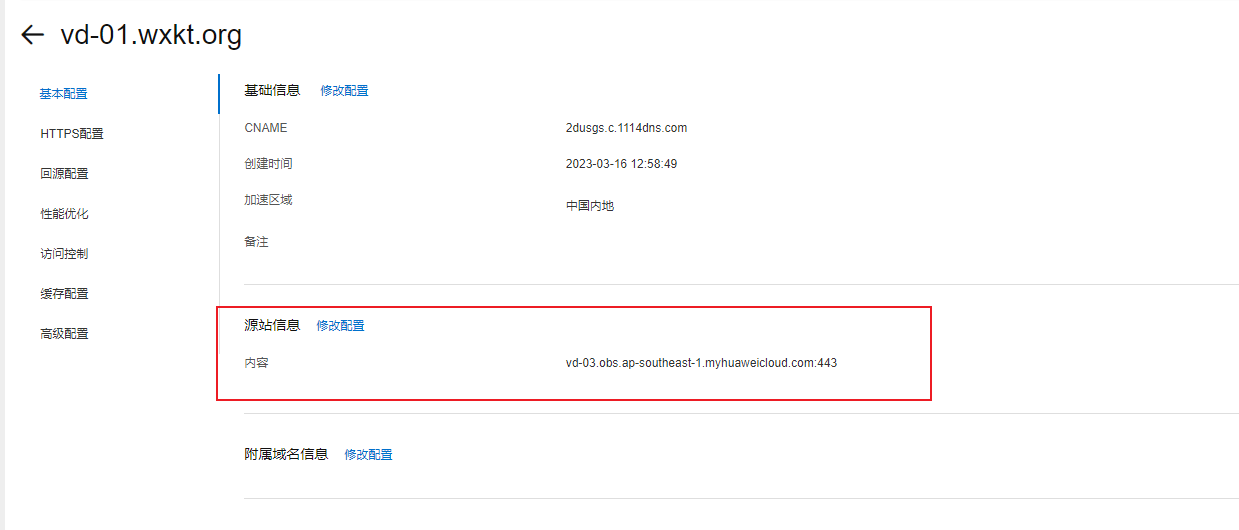 vd-01.wxkt.org
基本配置
HTTPS配置
回源配置
性能优化
访问控制
缓存配置
高级配置
基础信息 修改配置
CNAME 2dusgs.c.1114dns.com
创建时间 2023-03-16 12:58:49
加速区域 中国内地
备注
源站信息 修改配置
内容 vd-03.obs.ap-southeast-1.myhuaweicloud.com:443
附属域名信息 修改配置